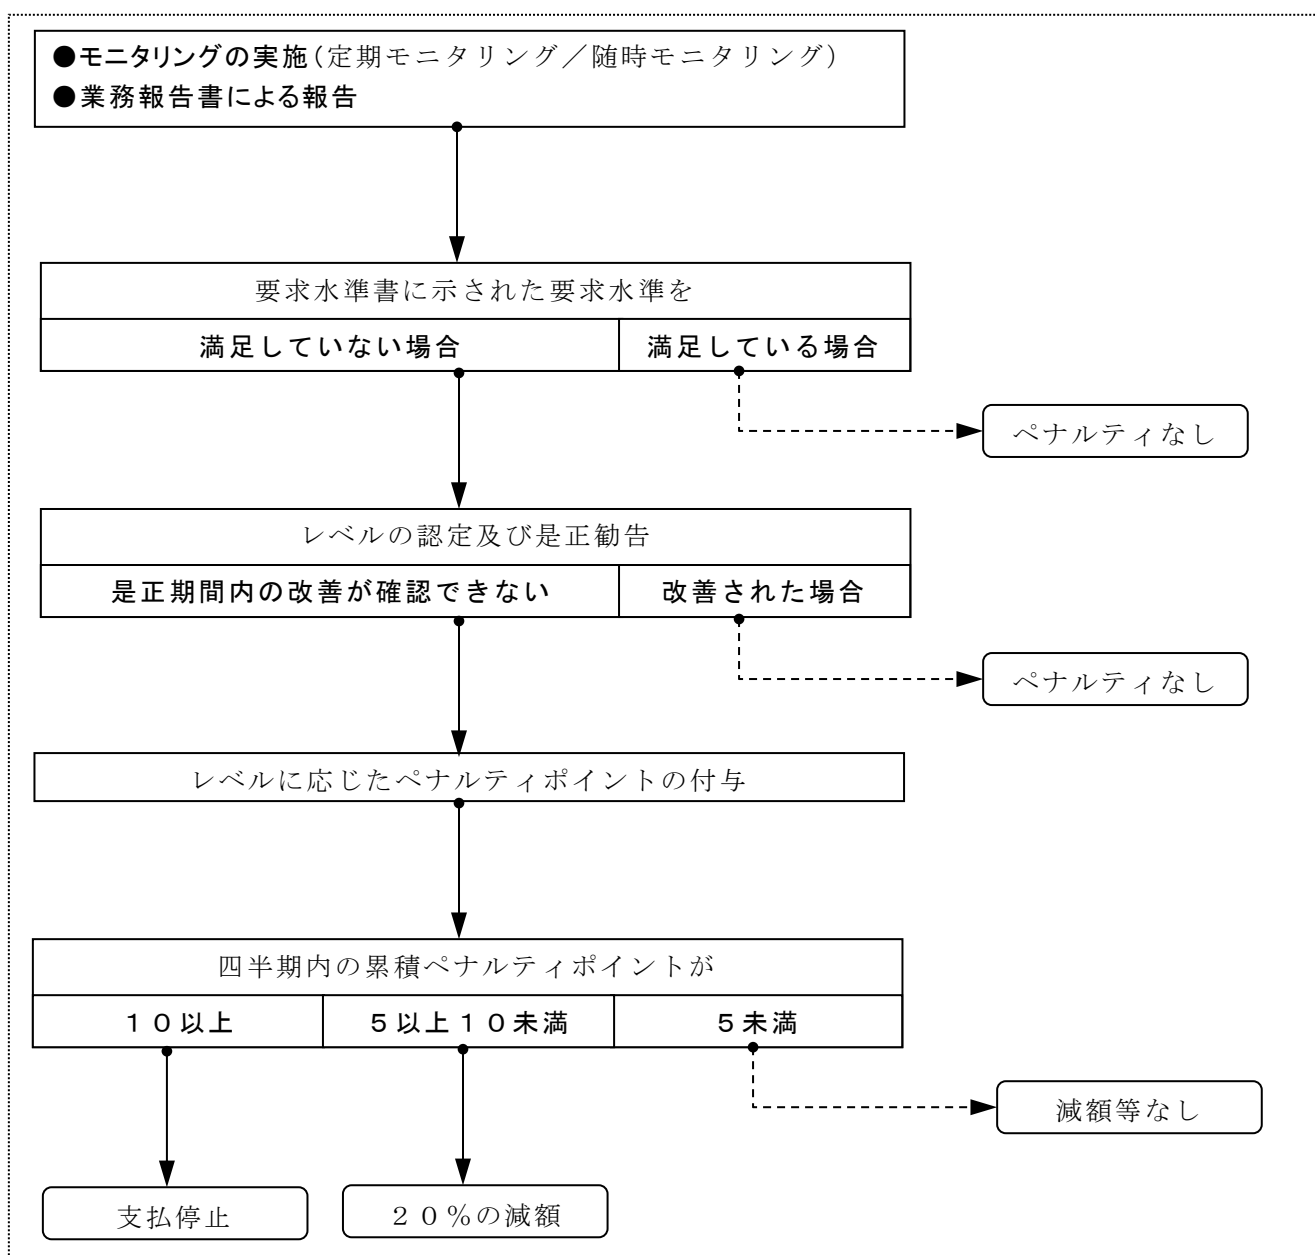 ●モニタリングの実施（定期モニタリング／随時モニタリング）
●業務報告書による報告
要求水準書に示された要求水準を
満足していない場合
満足している場合
ペナルティなし
レベルの認定及び是正勧告
是正期間内の改善が確認できない
改善された場合
ペナルティなし
レベルに応じたペナルティポイントの付与
四半期内の累積ペナルティポイントが
１０以上
５以上１０未満
５未満
減額等なし
支払停止
２０％の減額